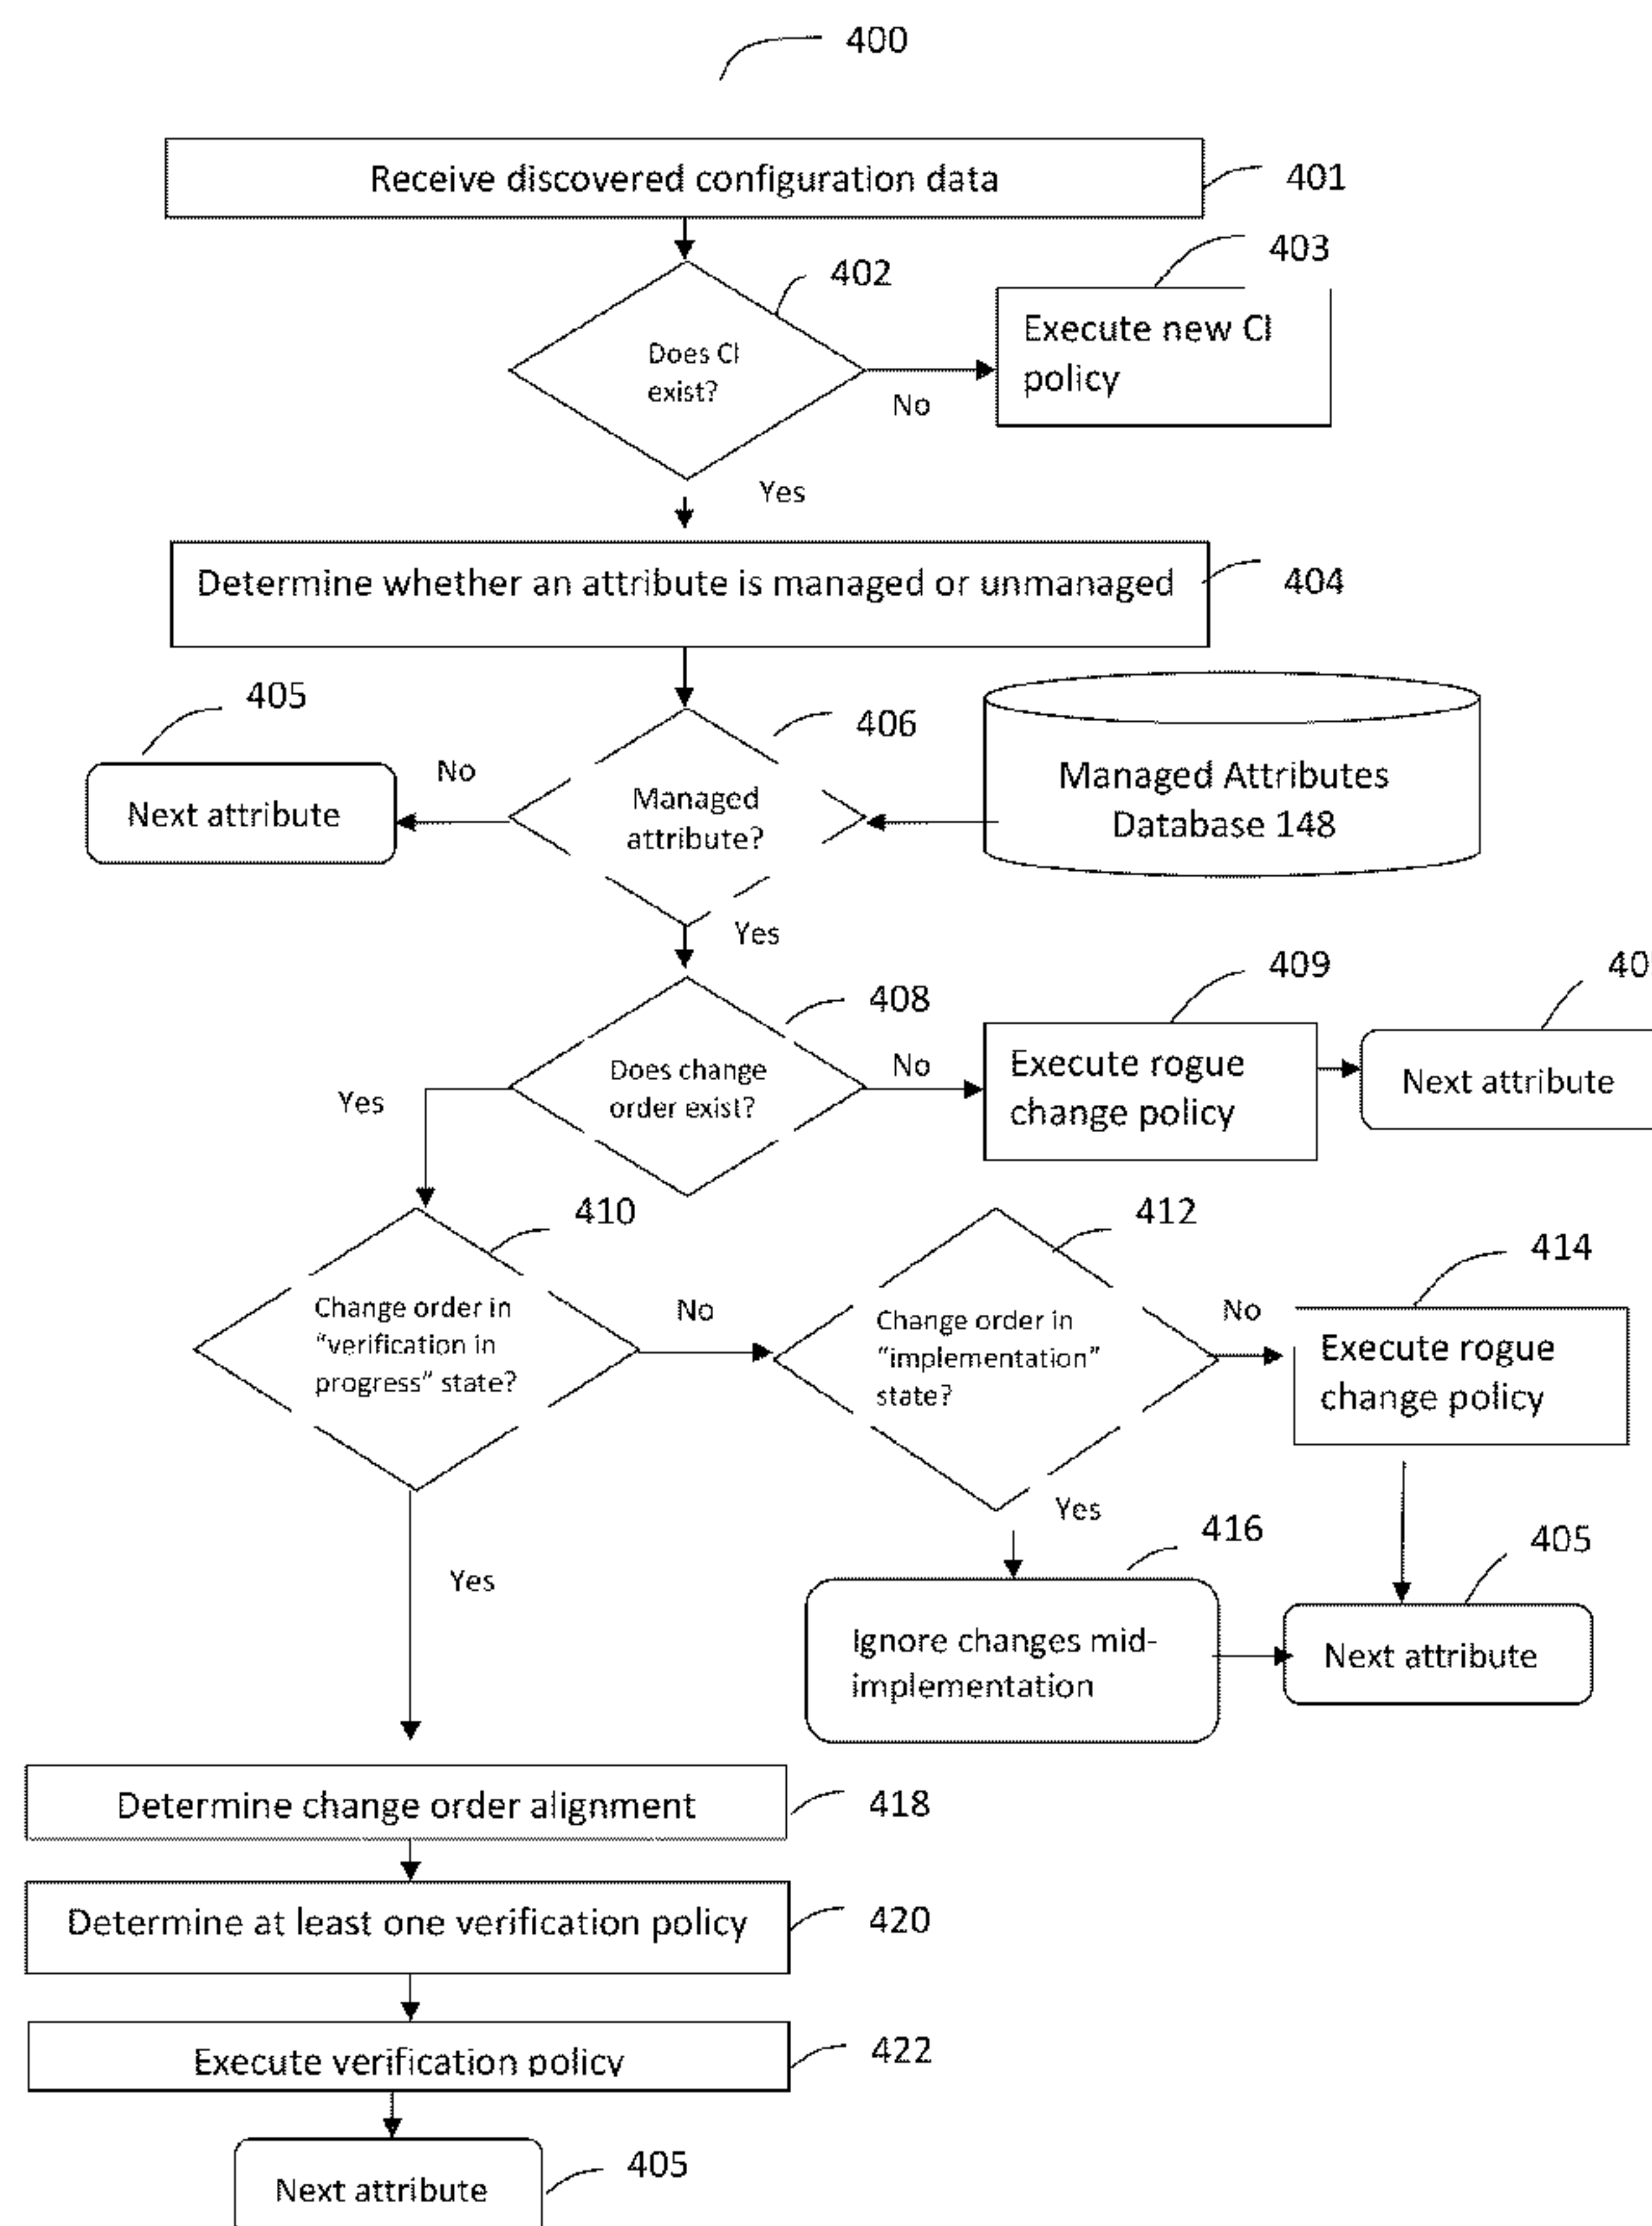 400
Receive discovered configuration data
401
403
402
Does CI
exist?
Execute new CI
policy
No
Yes
Determine whether an attribute is managed or unmanaged
404
405
406
No
Next attribute
Managed
attribute?
Managed Attributes
Database 148
Yes
408
409
40
Does change
order exist?
No
Execute rogue
change policy
Next attribute
Yes
410
412
414
Change order in
"verification in
progress" state?
No
Change order in
"implementation"
state?
No
Execute rogue
change policy
Yes
416
405
Yes
Ignore changes mid-
implementation
Next attribute
Determine change order alignment
418
Determine at least one verification policy
420
Execute verification policy
422
Next attribute
405